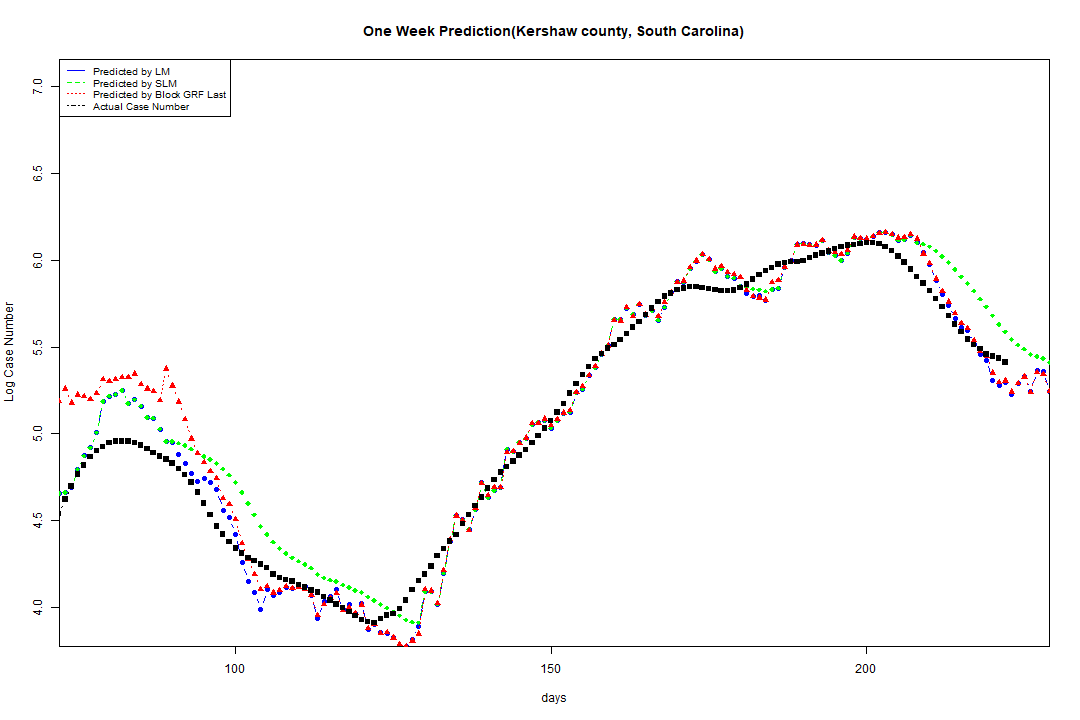 One Week Prediction(Kershaw county, South Carolina)
Predicted by LM
Predicted by SLM
Predicted by Block GRF Last
Actual Case Number
7.0
6.5
6.0
5.5
5.0
4.5
4.0
Log Case Number
100
150
200
days